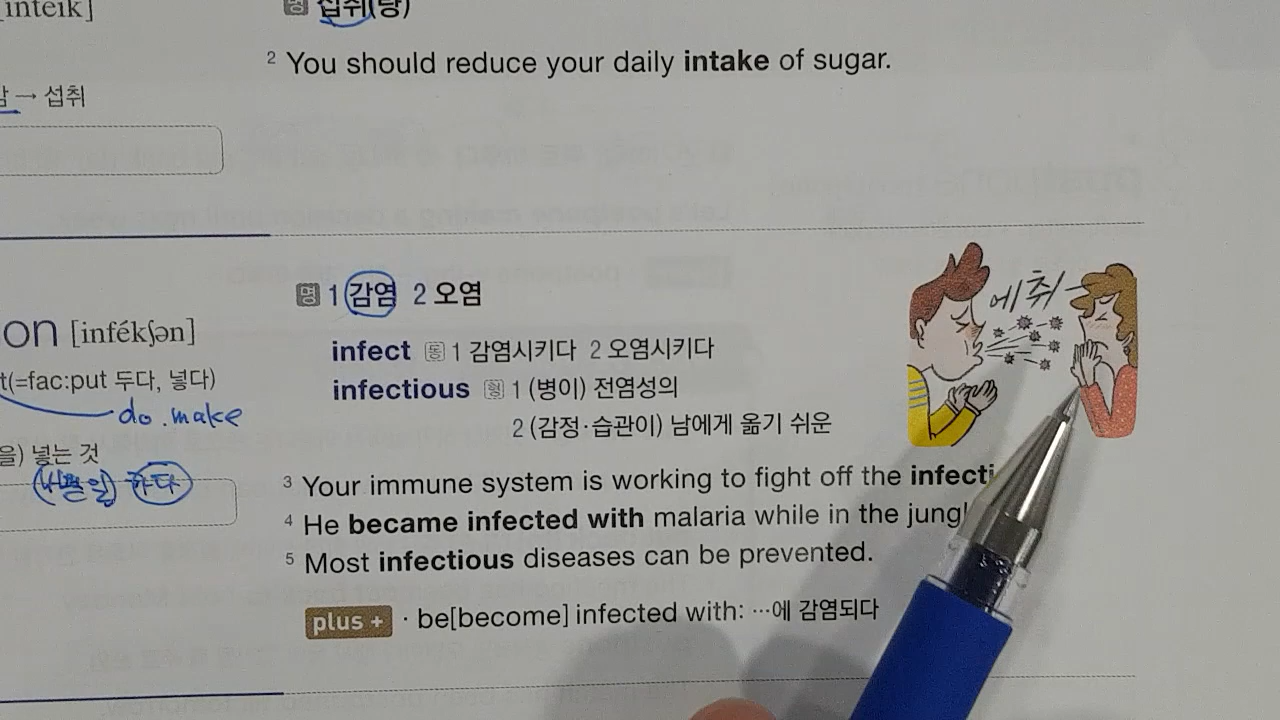 [inteik]
명 섭취(량)
2 You should reduce your daily intake of sugar.
→ 섭취
명 1 감염 2 오염
on [infékʃən]
infect 동 1 감염시키다 2 오염시키다
t(=fac:put 두다, 넣다)
infectious 형 1 (병이) 전염성의
do. make
2 (감정·습관이) 남에게 옮기 쉬운
을) 넣는 것
하다
에취-
3 Your immune system is working to fight off the infecti
4 He became infected with malaria while in the jungl
5 Most infectious diseases can be prevented.
plus + · be[become] infected with: …에 감염되다